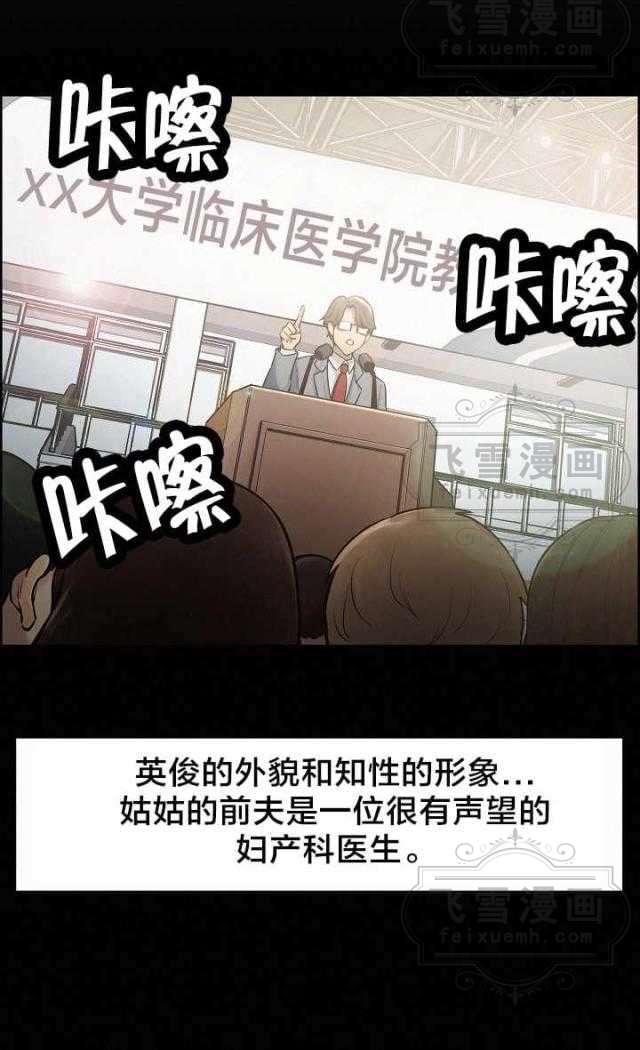 飞雪漫画
feixuemh.com
咔嚓
xx大学临床医学院教
咔嚓
飞雪漫画
feixuemh.com
咔嚓
英俊的外貌和知性的形象...
姑姑的前夫是一位很有声望的
妇产科医生。
飞雪漫画
feixuemh.com